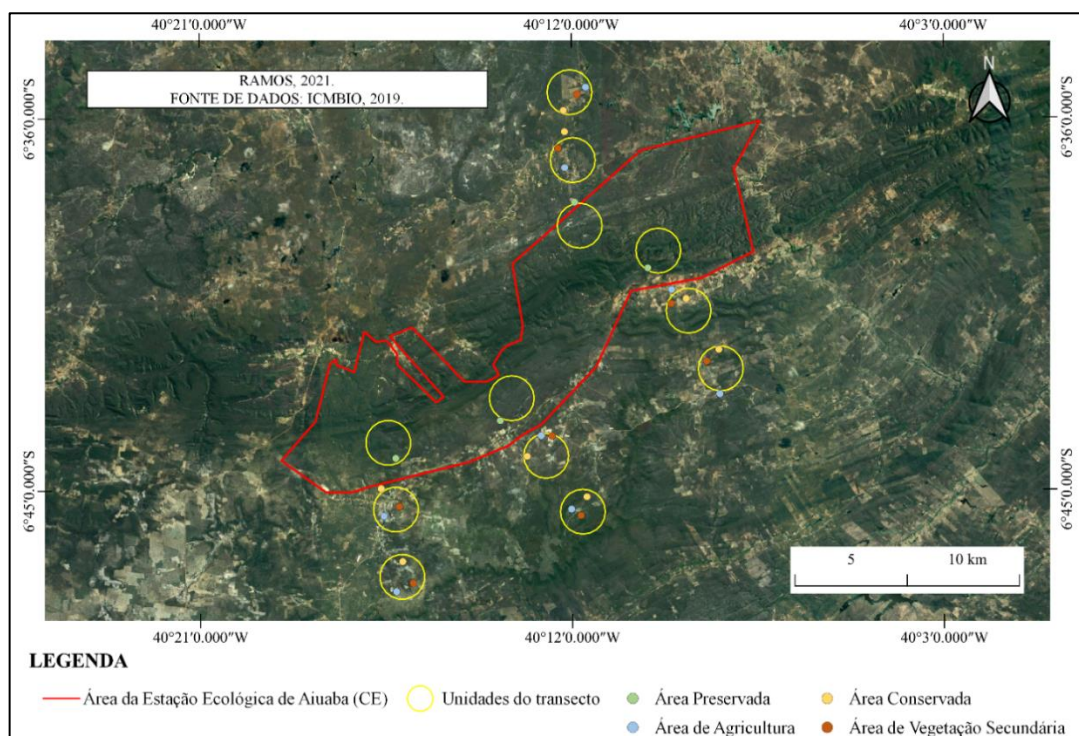 40°21'0.000"W 40°12'0.000"W 40°3'0.000"W
RAMOS, 2021.
FONTE DE DADOS: ICMBIO, 2019.
N
6°36'0.000"S 6°36'0.000"S
6°45'0.000"S 6°45'0.000"S
5 10 km
40°21'0.000"W 40°12'0.000"W 40°3'0.000"W
LEGENDA
Área da Estação Ecológica de Aiuaba (CE) Unidades do transecto Área Preservada Área Conservada
Área de Agricultura Área de Vegetação Secundária